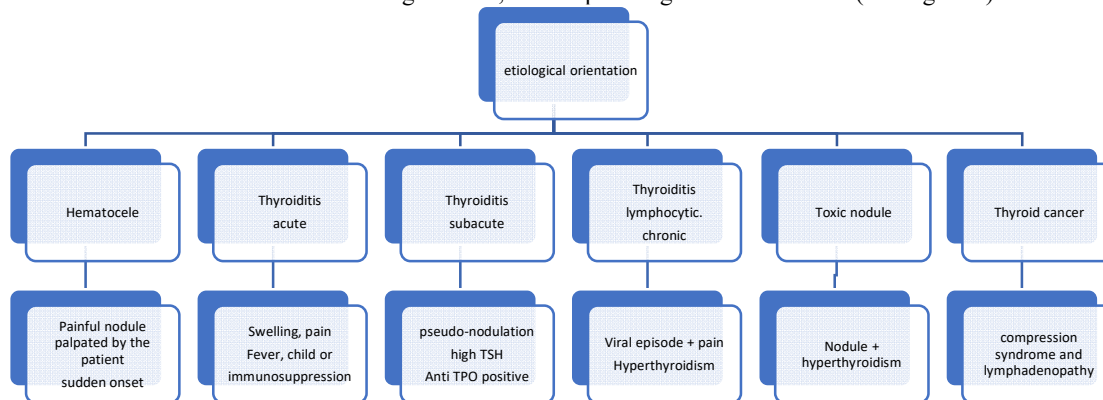 etiological orientation
Hematocele
Thyroiditis
acute
Thyroiditis
subacute
Thyroiditis
lymphocytic.
chronic
Toxic nodule
Thyroid cancer
Painful nodule
palpated by the
patient
sudden onset
Swelling, pain
Fever, child or
immunosuppression
pseudo-nodulation
high TSH
Anti TPO positive
Viral episode + pain
Hyperthyroidism
Nodule +
hyperthyroidism
compression
syndrome and
lymphadenopathy